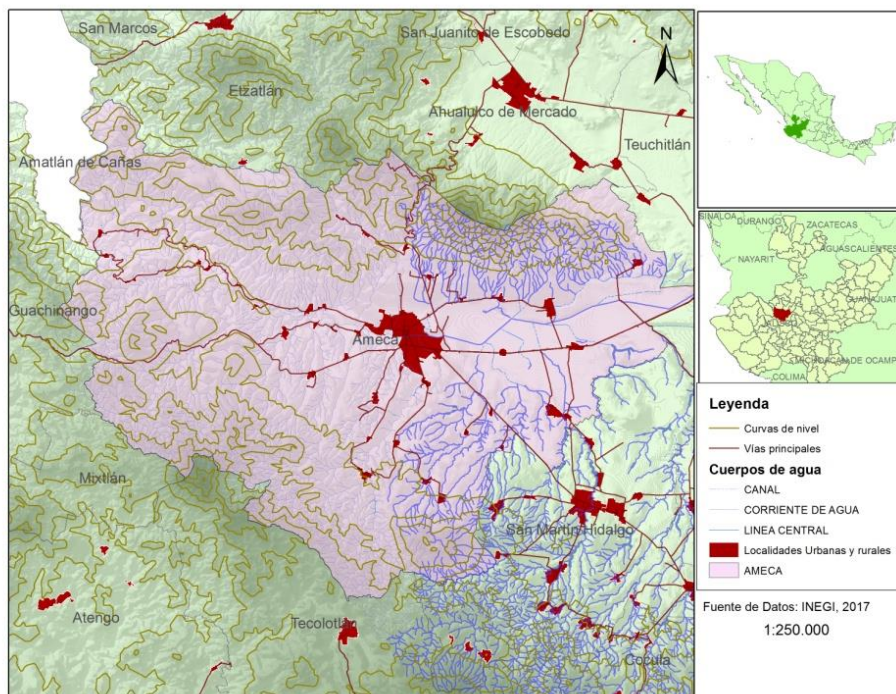 San Marcos
San Juanito de Escobedo
N
Etzatlán
Ahualulco de Mercado
Teuchitlán
Amatlán de Cañas
Guachinango
Ameca
Mixtlán
San Martín Hidalgo
Atengo
Tecolotlán
Cocula
SINALOA
DURANGO
ZACATECAS
NAYARIT
AGUASCALIENTES
GUANAJUAT
JALISCO
MICHOACAN DE OCAMP
COLIMA
Leyenda
Curvas de nivel
Vías principales
Cuerpos de agua
CANAL
CORRIENTE DE AGUA
LINEA CENTRAL
Localidades Urbanas y rurales
AMECA
Fuente de Datos: INEGI, 2017
1:250.000